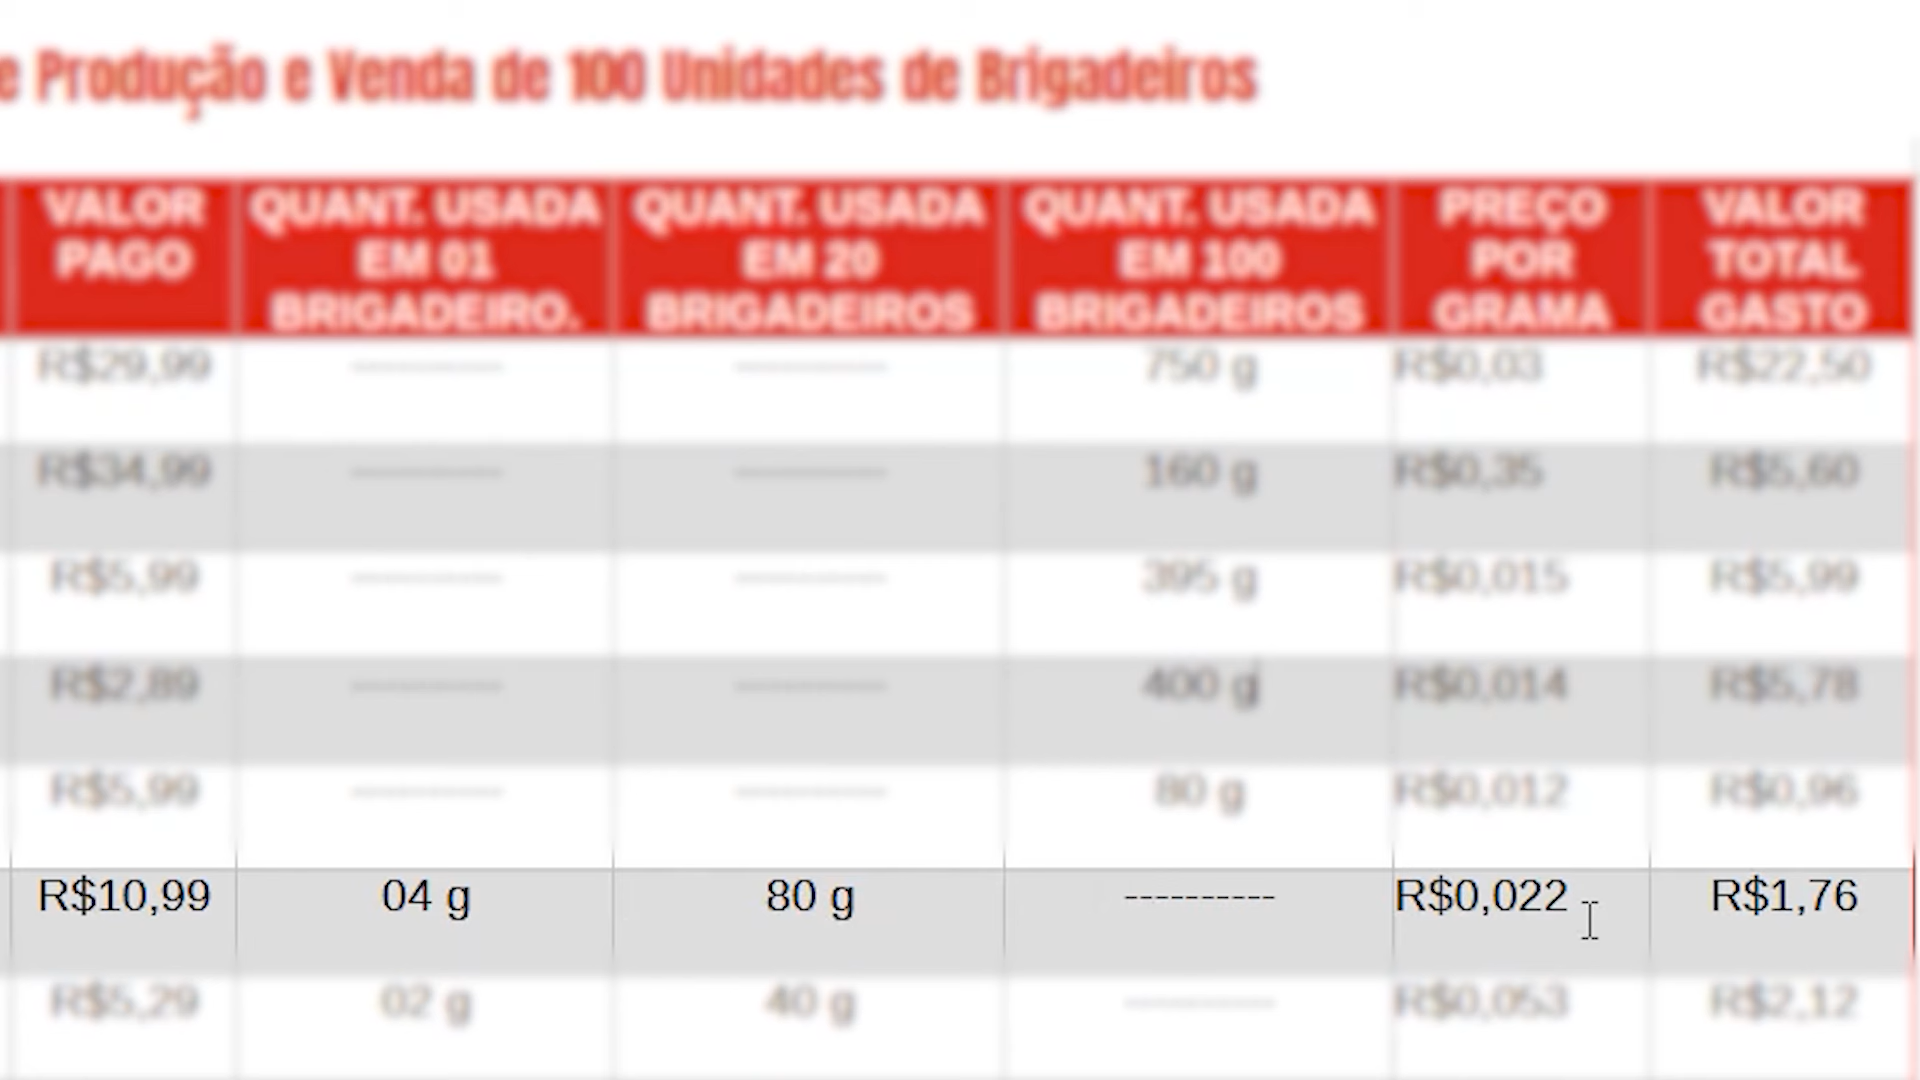 e Produção e Venda de 100 Unidades de Brigadeiros
VALOR PAGO QUANT. USADA EM 01 BRIGADEIRO. QUANT. USADA EM 20 BRIGADEIROS QUANT. USADA EM 100 BRIGADEIROS PREÇO POR GRAMA VALOR TOTAL GASTO
R$29,99 ---------- ---------- 750 g R$0,03 R$22,50
R$34,99 ---------- ---------- 160 g R$0,35 R$5,60
R$5,99 ---------- ---------- 395 g R$0,015 R$5,99
R$2,89 ---------- ---------- 400 g R$0,014 R$5,78
R$5,99 ---------- ---------- 80 g R$0,012 R$0,96
R$10,99 04 g 80 g ---------- R$0,022 R$1,76
R$5,29 02 g 40 g ---------- R$0,053 R$2,12